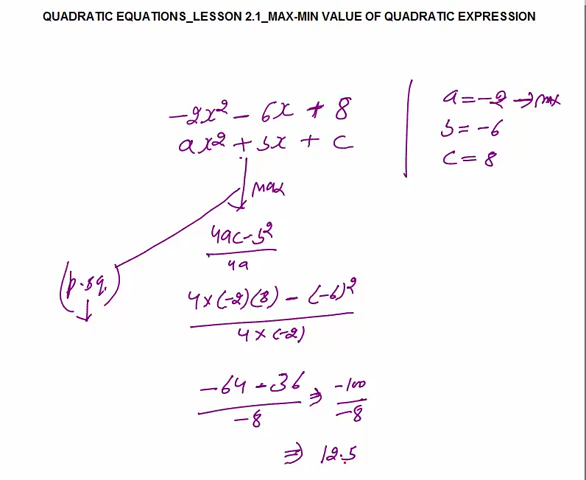 QUADRATIC EQUATIONS_LESSON 2.1_MAX-MIN VALUE OF QUADRATIC EXPRESSION
-2x² - 6x + 8
ax² + bx + c
a = -2 → max
b = -6
c = 8
max
4ac-b²
4a
(p.sq.)
4×(-2)(8) - (-6)²
4×(-2)
-64-36 ⇒ -100
-8 -8
⇒ 12.5